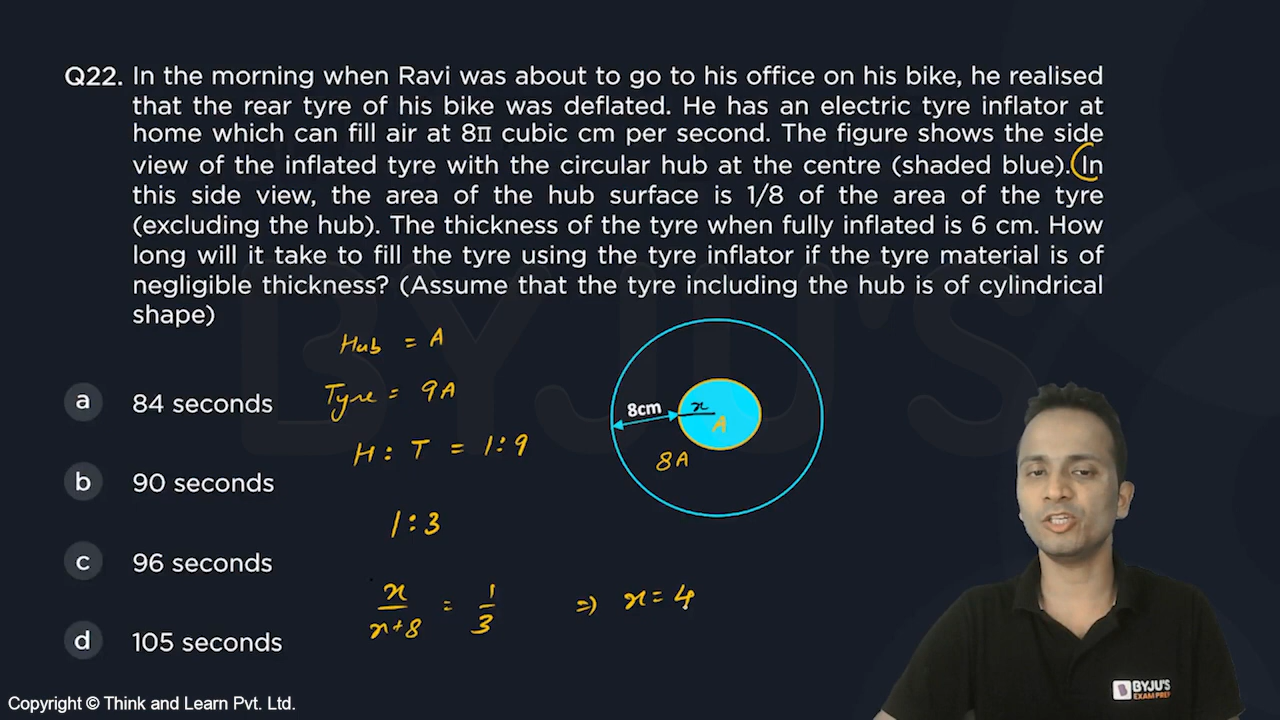 Q22. In the morning when Ravi was about to go to his office on his bike, he realised
that the rear tyre of his bike was deflated. He has an electric tyre inflator at
home which can fill air at 8π cubic cm per second. The figure shows the side
view of the inflated tyre with the circular hub at the centre (shaded blue). In
this side view, the area of the hub surface is 1/8 of the area of the tyre
(excluding the hub). The thickness of the tyre when fully inflated is 6 cm. How
long will it take to fill the tyre using the tyre inflator if the tyre material is of
negligible thickness? (Assume that the tyre including the hub is of cylindrical
shape)
Hub = A
Tyre = 9A
H : T = 1 : 9
1 : 3
x/x+8 = 1/3 => x = 4
8cm
x
A
8A
a 84 seconds
b 90 seconds
c 96 seconds
d 105 seconds
BYJU'S
BYJU'S
EXAM PREP
Copyright © Think and Learn Pvt. Ltd.